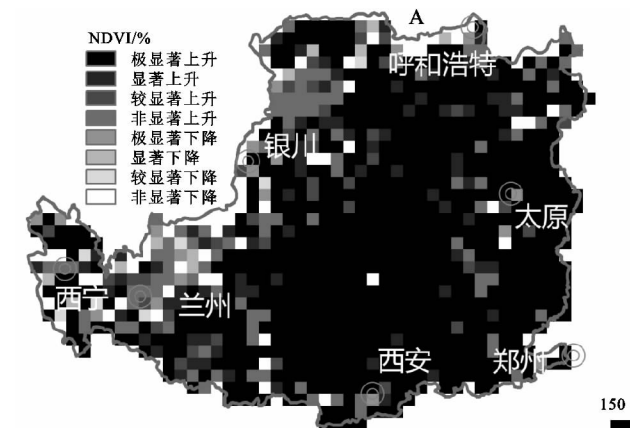 A
NDVI/%
极显著上升
显著上升
较显著上升
非显著上升
极显著下降
显著下降
较显著下降
非显著下降
呼和浩特
银川
太原
西宁
兰州
西安
郑州
150